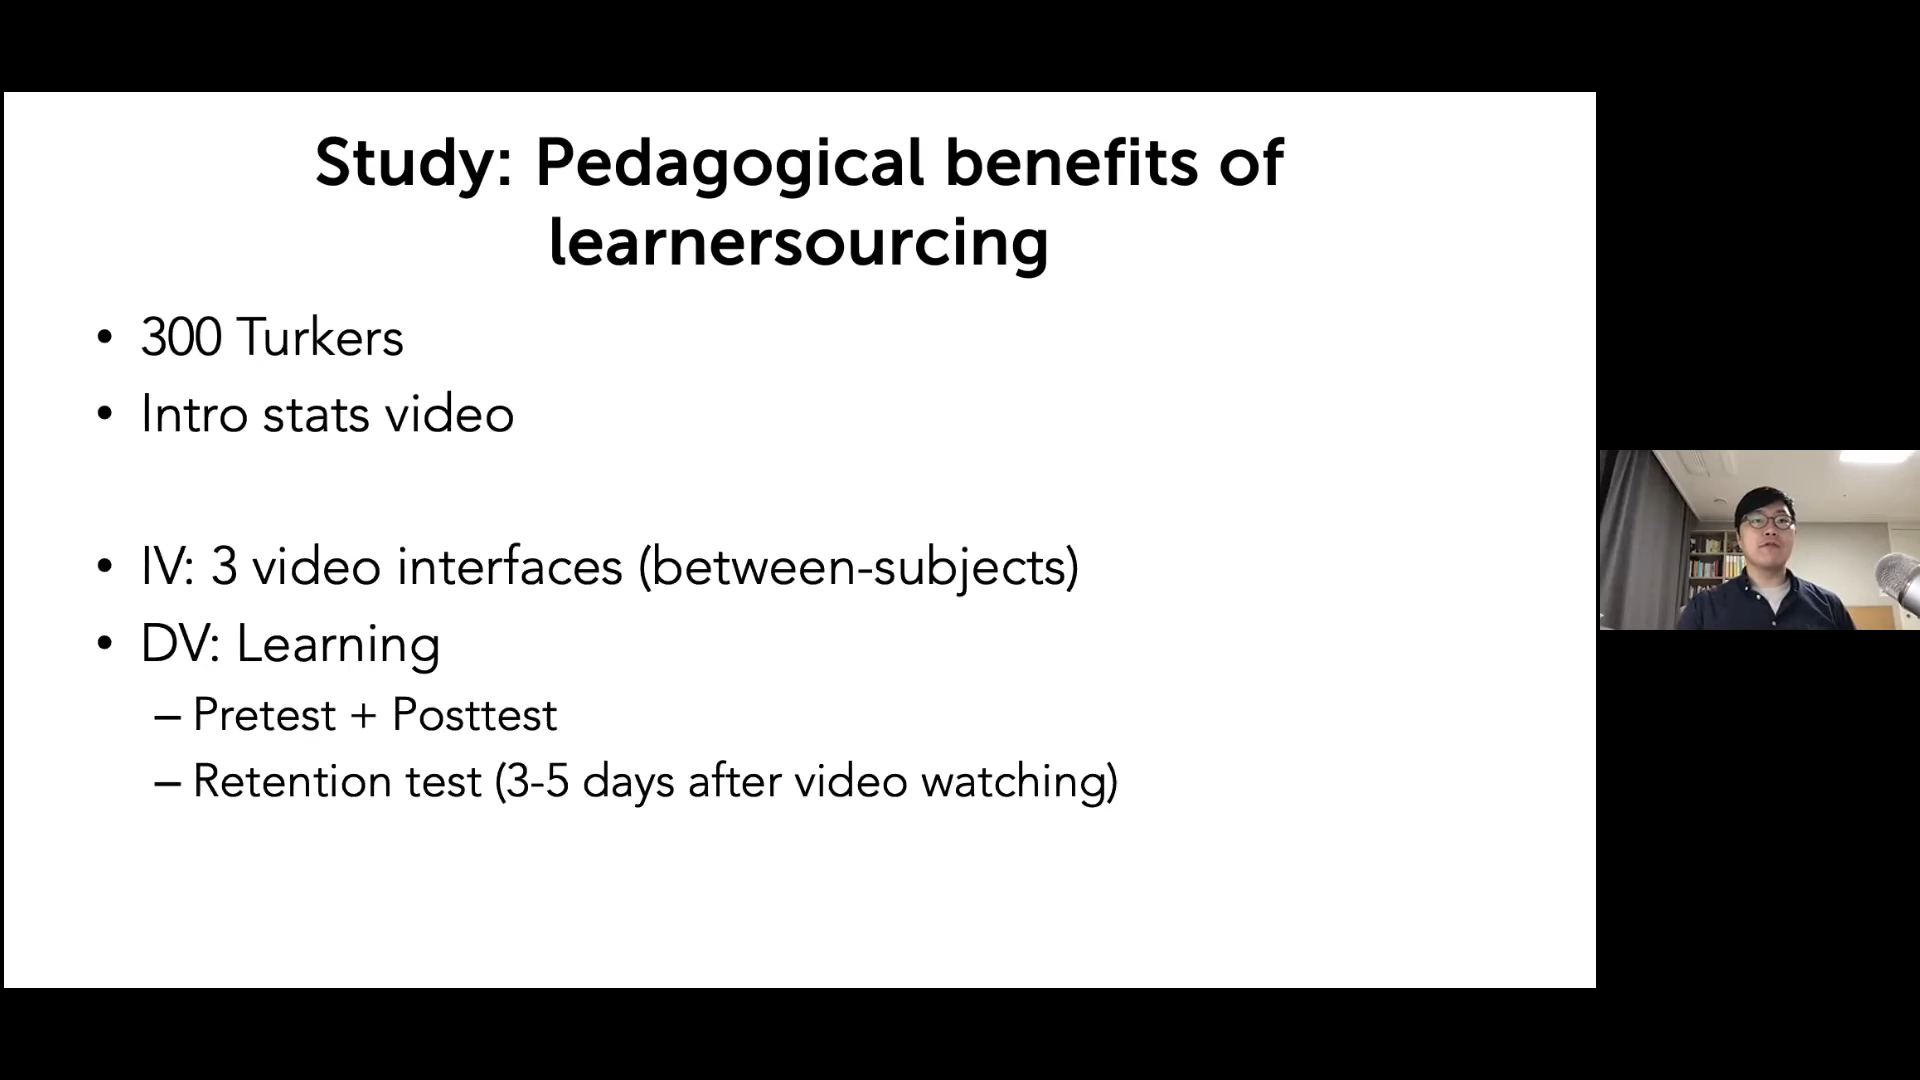 Study: Pedagogical benefits of
learnersourcing
• 300 Turkers
• Intro stats video
• IV: 3 video interfaces (between-subjects)
• DV: Learning
– Pretest + Posttest
– Retention test (3-5 days after video watching)